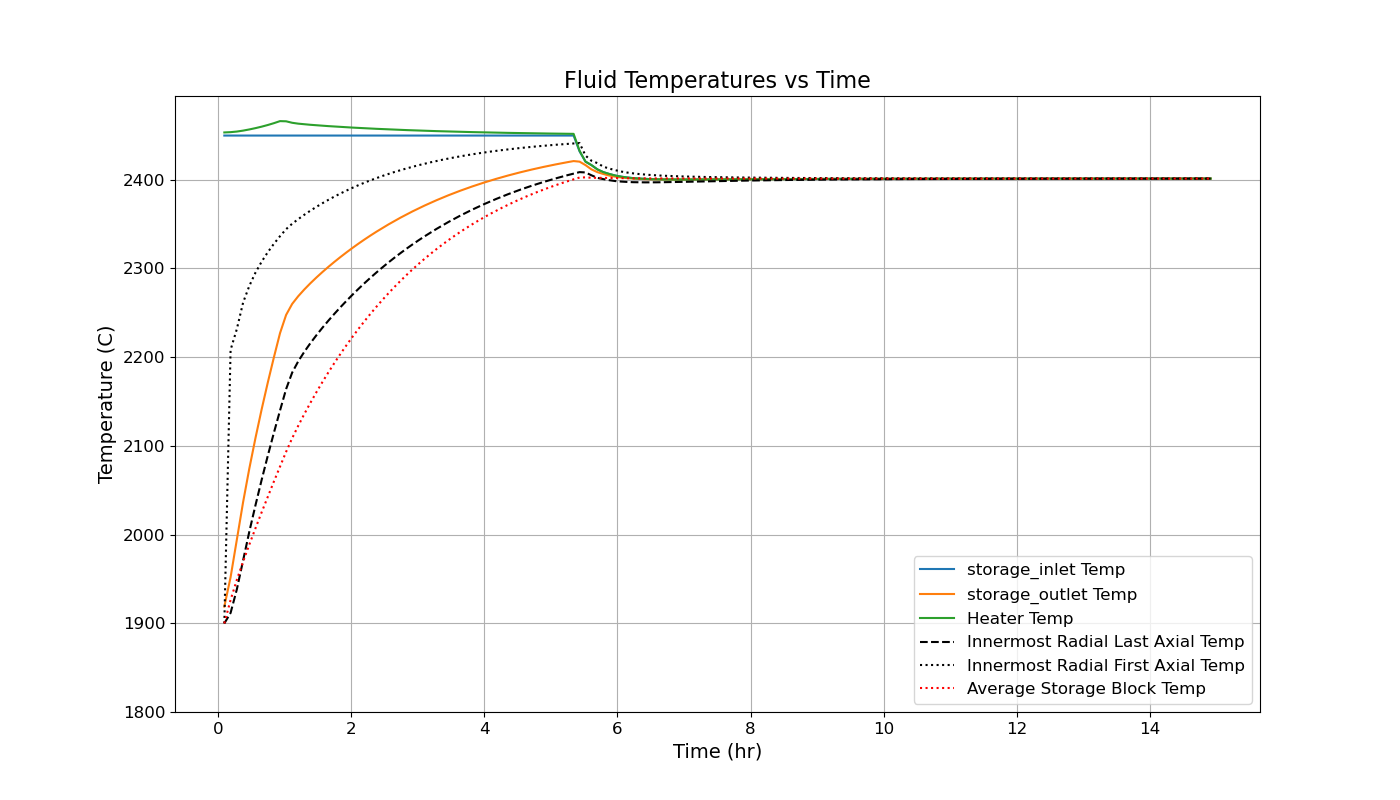 Fluid Temperatures vs Time
Temperature (C)
2400
2300
2200
2100
2000
1900
1800
storage_inlet Temp
storage_outlet Temp
Heater Temp
Innermost Radial Last Axial Temp
Innermost Radial First Axial Temp
Average Storage Block Temp
0 2 4 6 8 10 12 14
Time (hr)